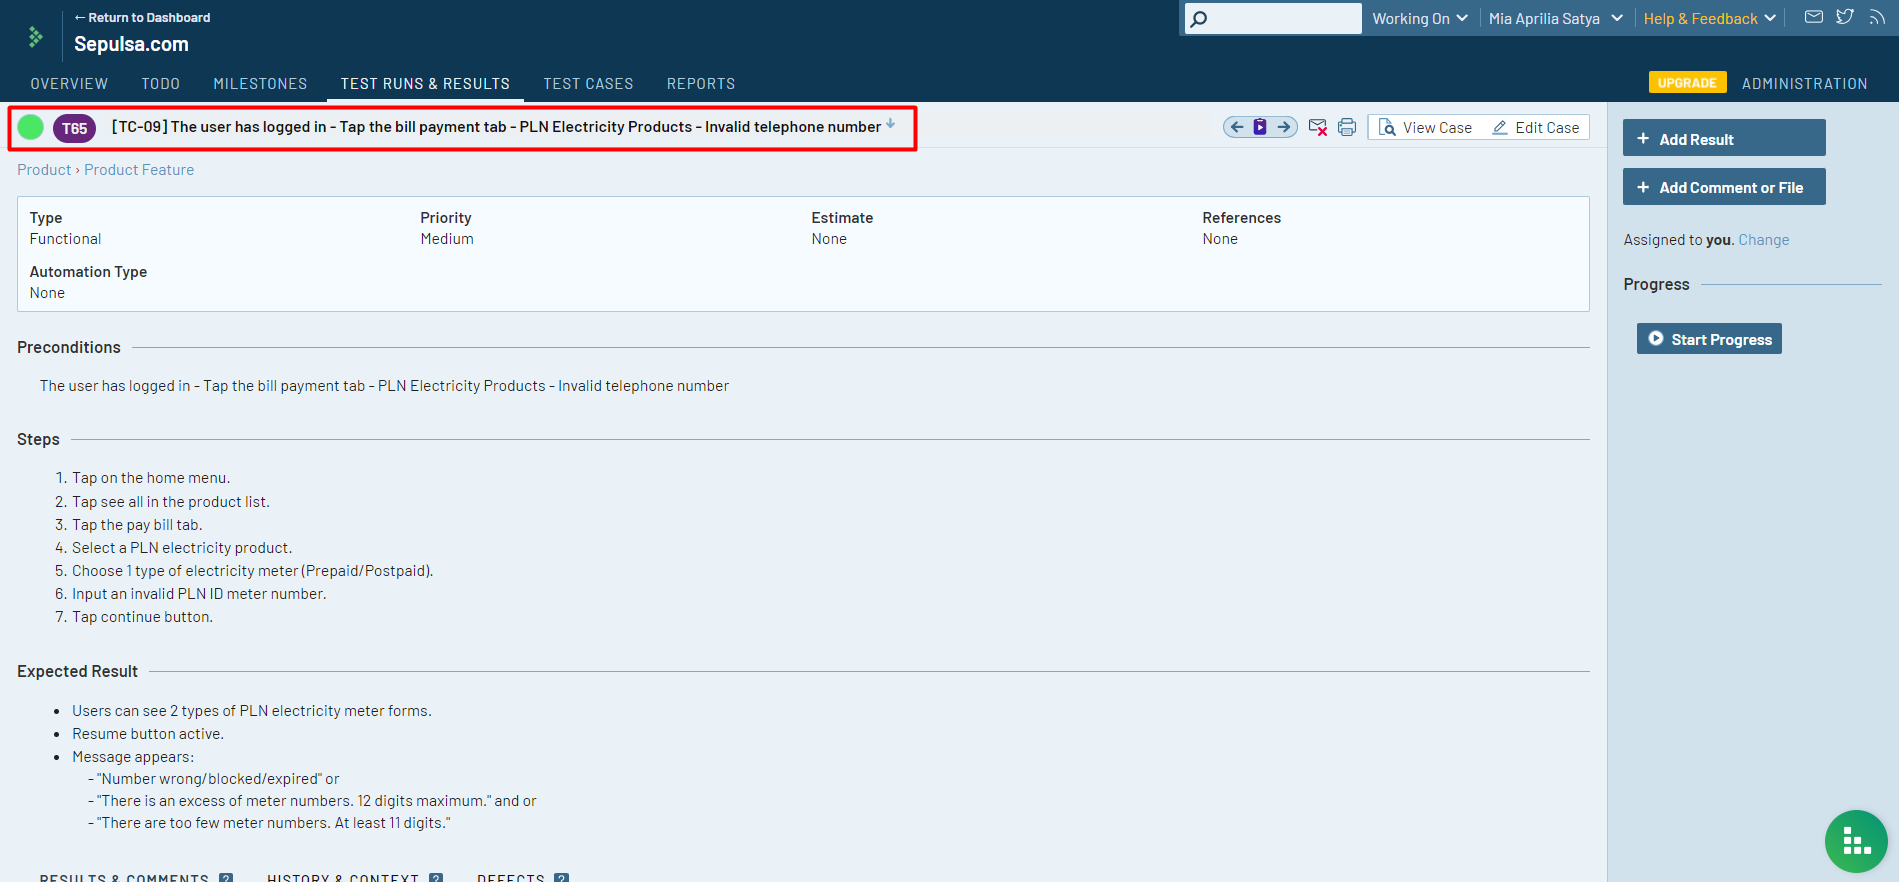 ← Return to Dashboard
Sepulsa.com
Working On
Mia Aprilia Satya
Help & Feedback
OVERVIEW TODO MILESTONES TEST RUNS & RESULTS TEST CASES REPORTS
UPGRADE ADMINISTRATION
T65 [TC-09] The user has logged in - Tap the bill payment tab - PLN Electricity Products - Invalid telephone number
View Case Edit Case
Product › Product Feature
Type Priority Estimate References
Functional Medium None None
Automation Type
None
Preconditions
The user has logged in - Tap the bill payment tab - PLN Electricity Products - Invalid telephone number
Steps
1. Tap on the home menu.
2. Tap see all in the product list.
3. Tap the pay bill tab.
4. Select a PLN electricity product.
5. Choose 1 type of electricity meter (Prepaid/Postpaid).
6. Input an invalid PLN ID meter number.
7. Tap continue button.
Expected Result
• Users can see 2 types of PLN electricity meter forms.
• Resume button active.
• Message appears:
- "Number wrong/blocked/expired" or
- "There is an excess of meter numbers. 12 digits maximum." and or
- "There are too few meter numbers. At least 11 digits."
RESULTS & COMMENTS ? HISTORY & CONTEXT ? DEFECTS ?
+ Add Result
+ Add Comment or File
Assigned to you. Change
Progress
Start Progress